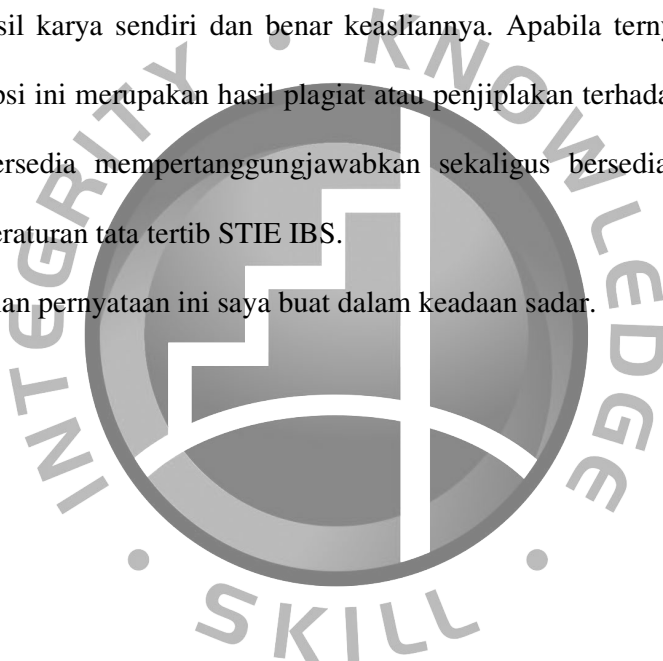 sil karya sendiri dan benar keasliannya. Apabila terny
psi ini merupakan hasil plagiat atau penjiplakan terhada
ersedia mempertanggungjawabkan sekaligus bersedia
eraturan tata tertib STIE IBS.
ian pernyataan ini saya buat dalam keadaan sadar.
INTEGRITY • KNOWLEDGE • SKILL